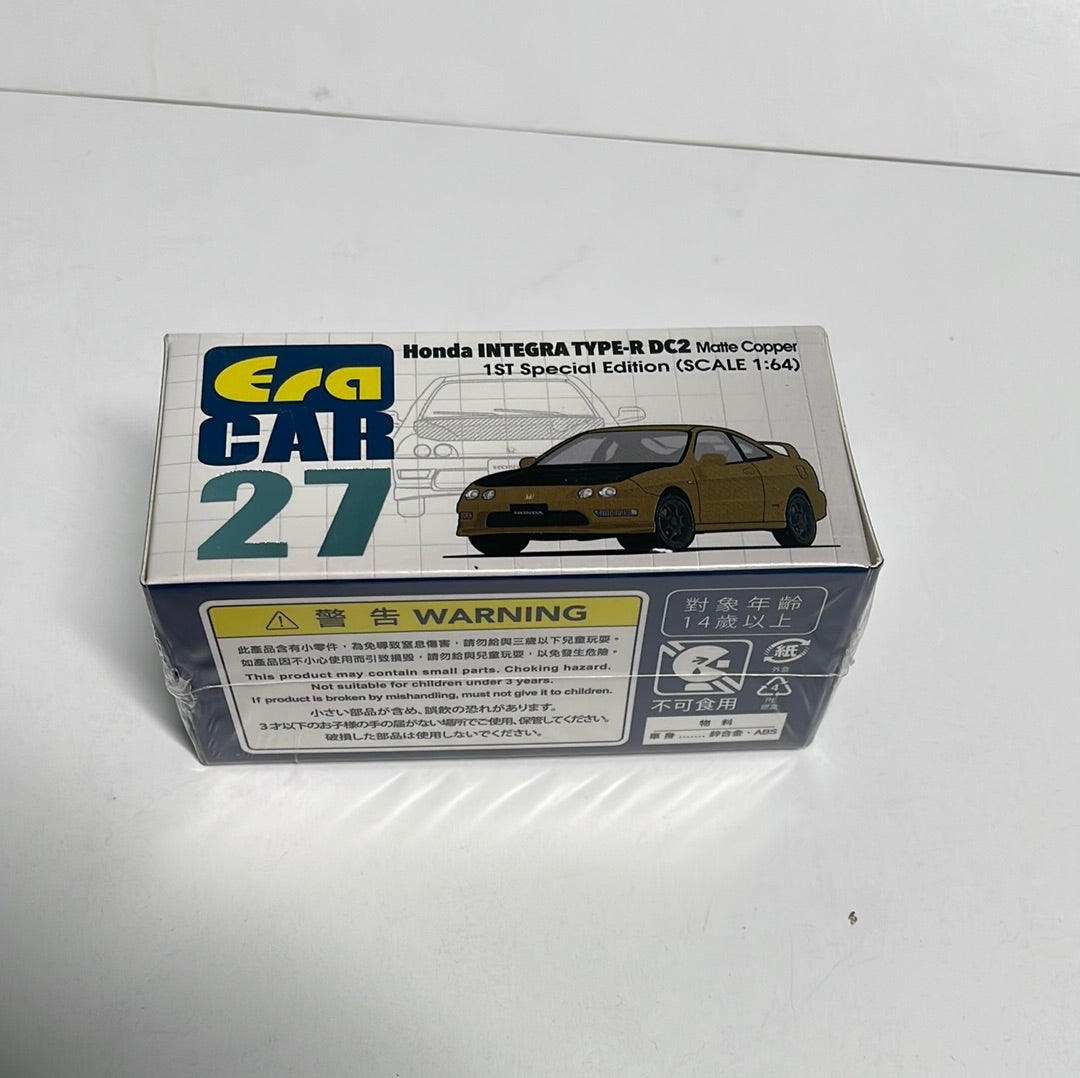 Era
CAR
27
Honda INTEGRA TYPE-R DC2 Matte Copper
1ST Special Edition (SCALE 1:64)
HONDA
警告 WARNING
此產品含有小零件，為免導致窒息傷害，請勿給與三歲以下兒童玩耍。
如產品因不小心使用而引致損毀，請勿給與兒童玩耍，以免發生危險。
This product may contain small parts. Choking hazard.
Not suitable for children under 3 years.
If product is broken by mishandling, must not give it to children.
小さい部品が含め、誤飲の恐れがあります。
3才以下のお子様の手の届がない場所でご使用、保管してください。
破損した部品は使用しないでください。
對象年齡
14歲以上
不可食用
紙
外盒
4
PE
膠盒
物料
車身 ....... 鋅合金、ABS